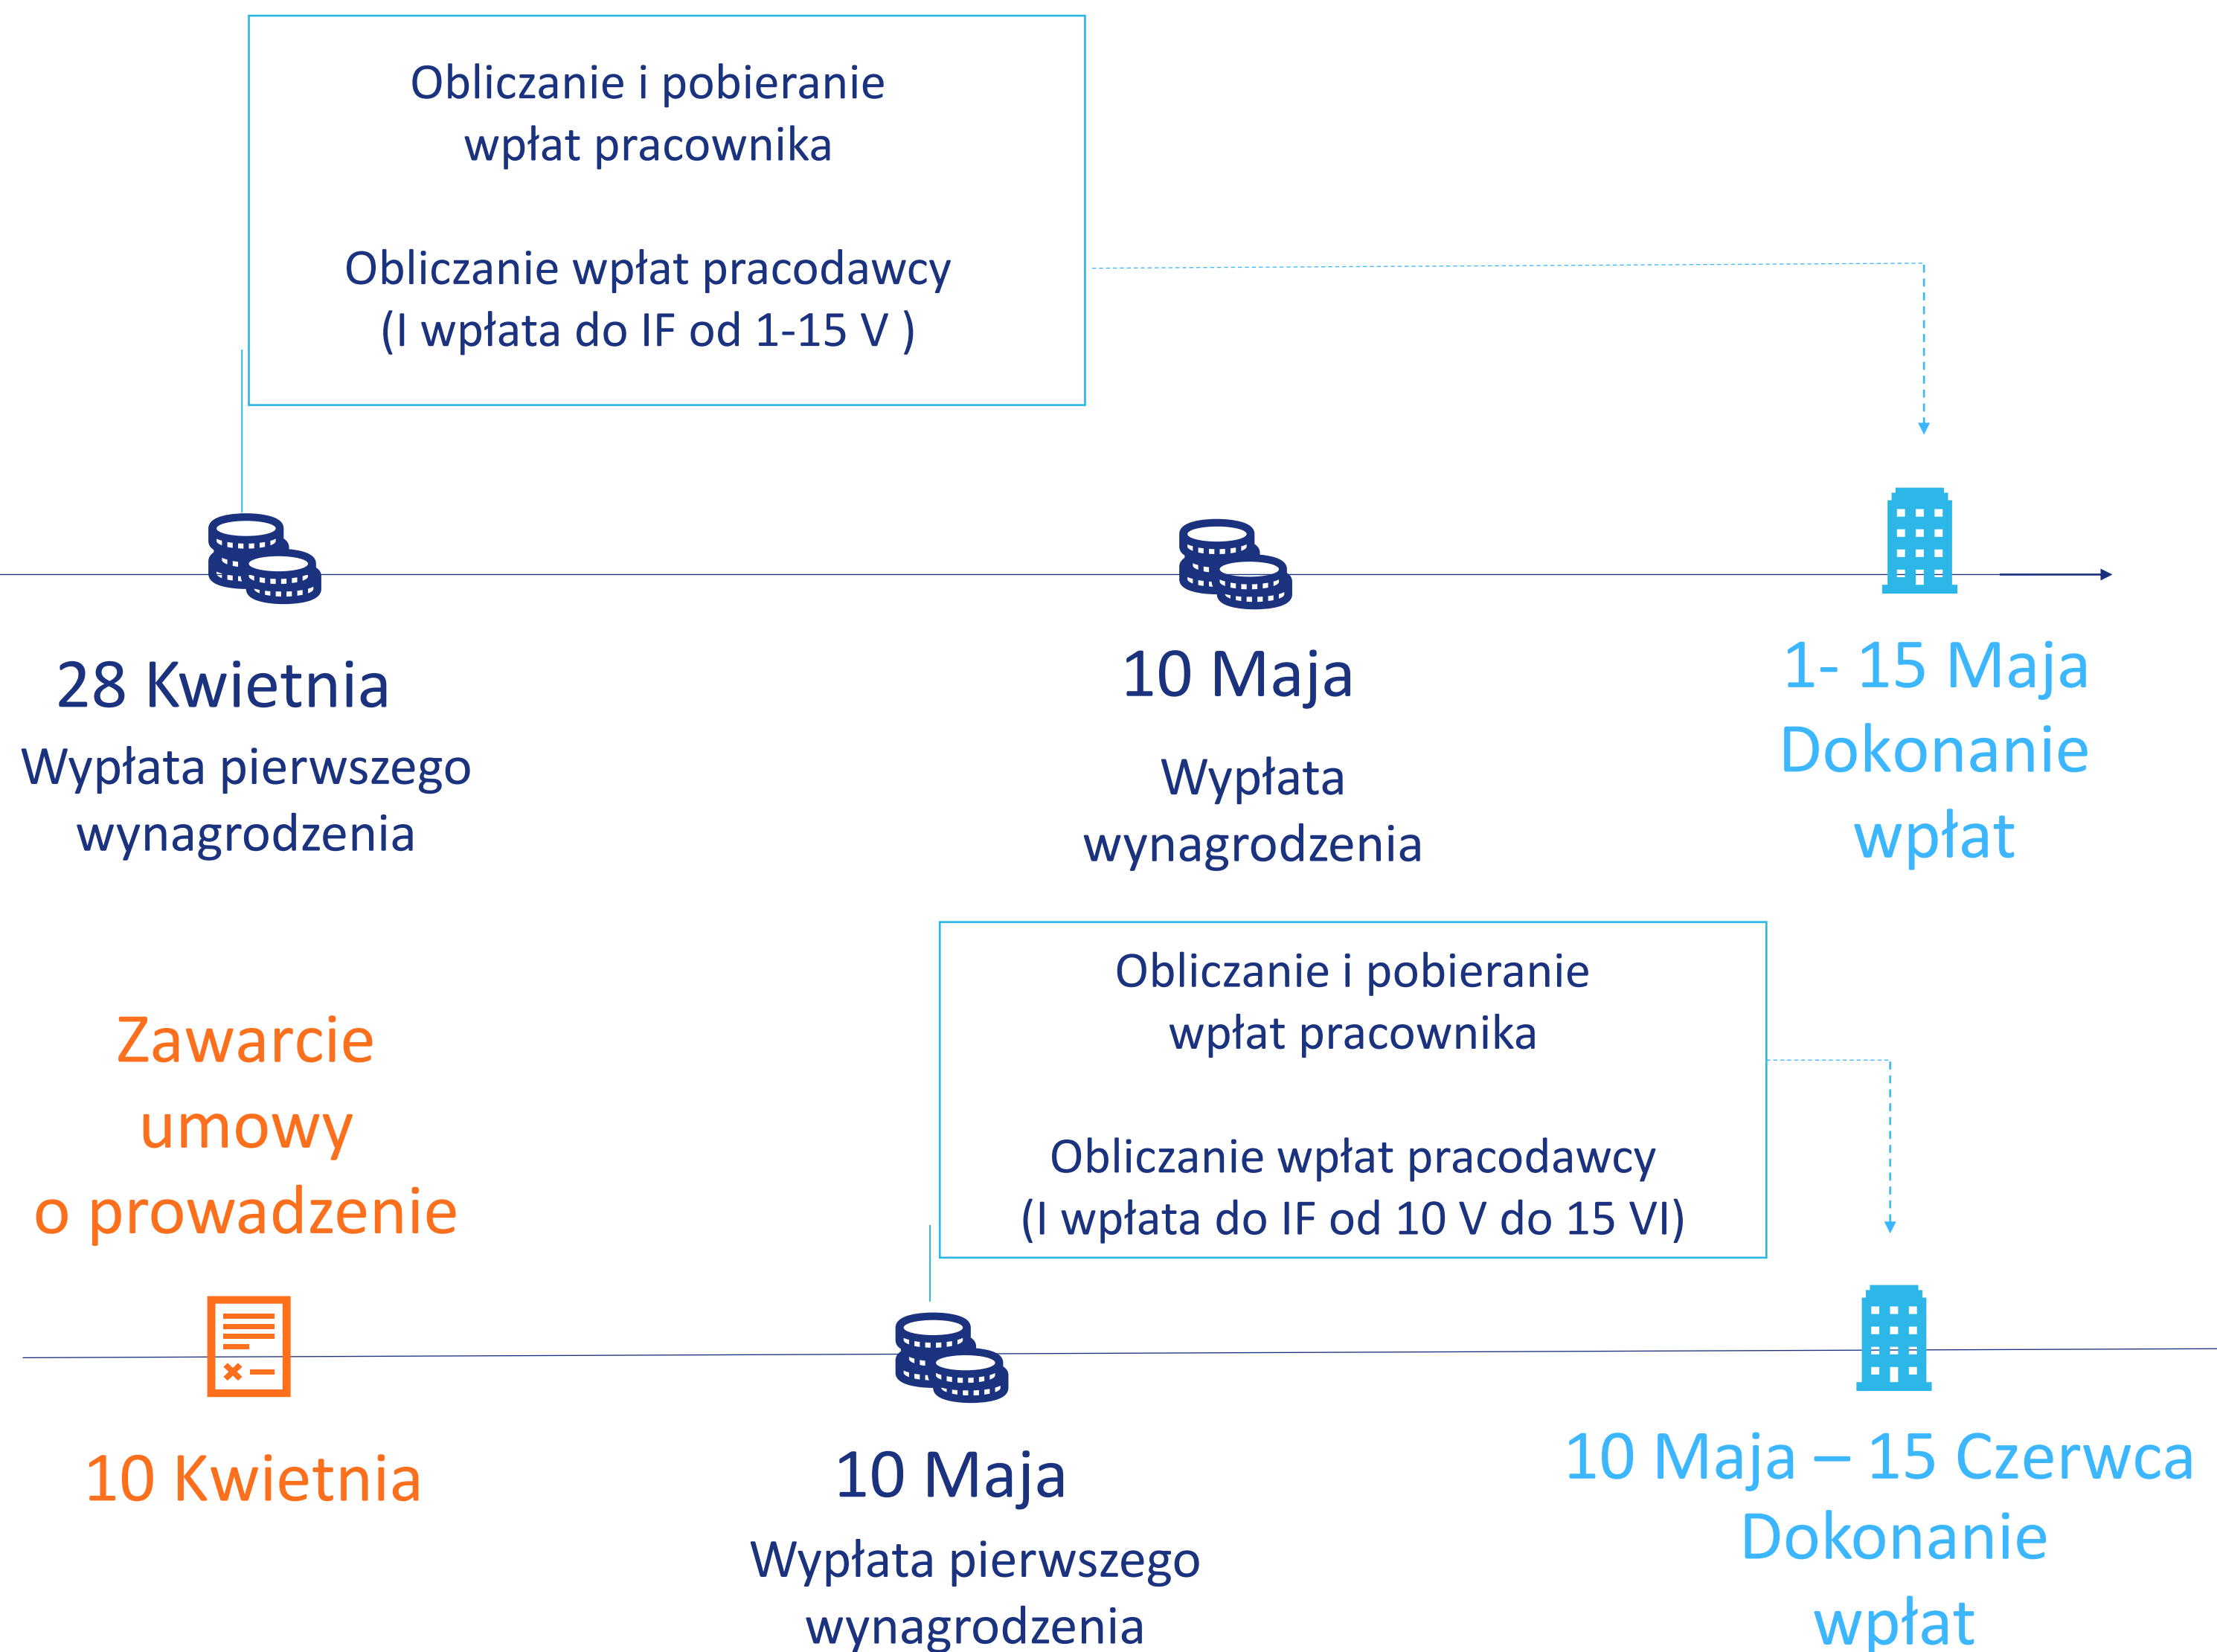 Obliczanie i pobieranie
wpłat pracownika
Obliczanie wpłat pracodawcy
(I wpłata do IF od 1-15 V )
28 Kwietnia
Wypłata pierwszego
wynagrodzenia
10 Maja
Wypłata
wynagrodzenia
1- 15 Maja
Dokonanie
wpłat
Zawarcie
umowy
o prowadzenie
10 Kwietnia
Obliczanie i pobieranie
wpłat pracownika
Obliczanie wpłat pracodawcy
(I wpłata do IF od 10 V do 15 VI)
10 Maja
Wypłata pierwszego
wynagrodzenia
10 Maja – 15 Czerwca
Dokonanie
wpłat